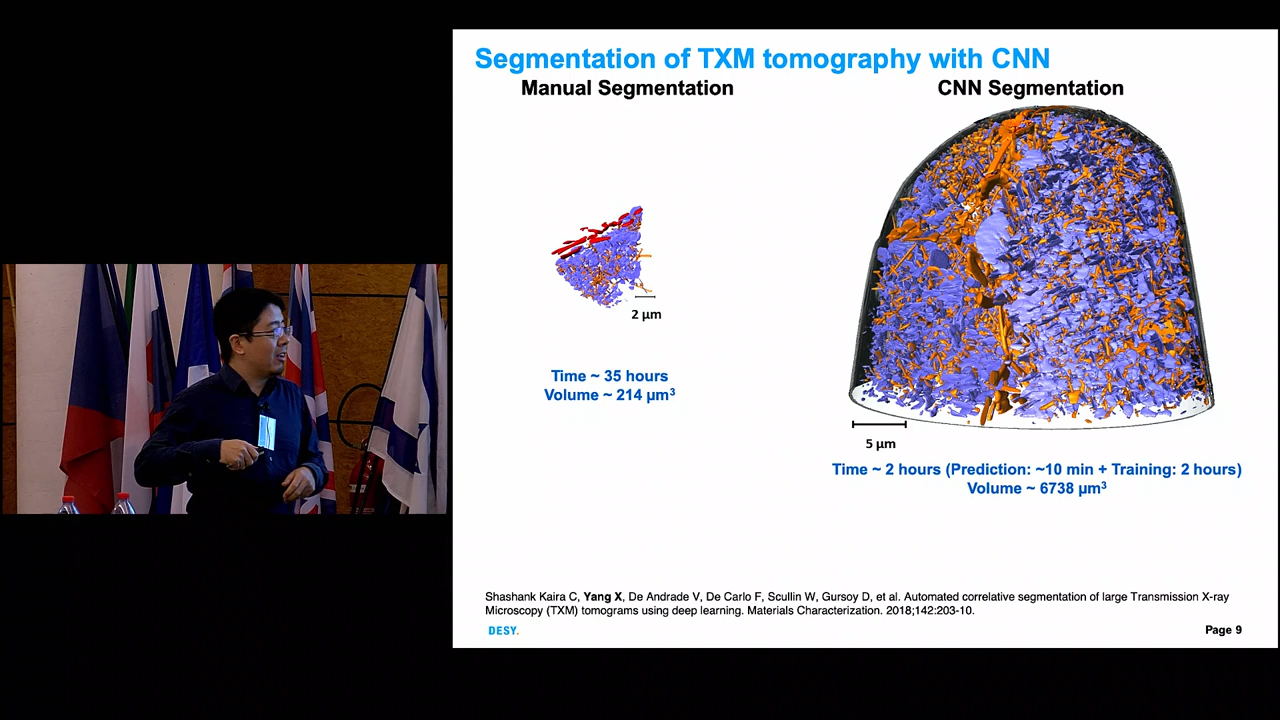 Segmentation of TXM tomography with CNN
Manual Segmentation
CNN Segmentation
2 µm
Time ~ 35 hours
Volume ~ 214 µm³
5 µm
Time ~ 2 hours (Prediction: ~10 min + Training: 2 hours)
Volume ~ 6738 µm³
Shashank Kaira C, Yang X, De Andrade V, De Carlo F, Scullin W, Gursoy D, et al. Automated correlative segmentation of large Transmission X-ray
Microscopy (TXM) tomograms using deep learning. Materials Characterization. 2018;142:203-10.
DESY.
Page 9